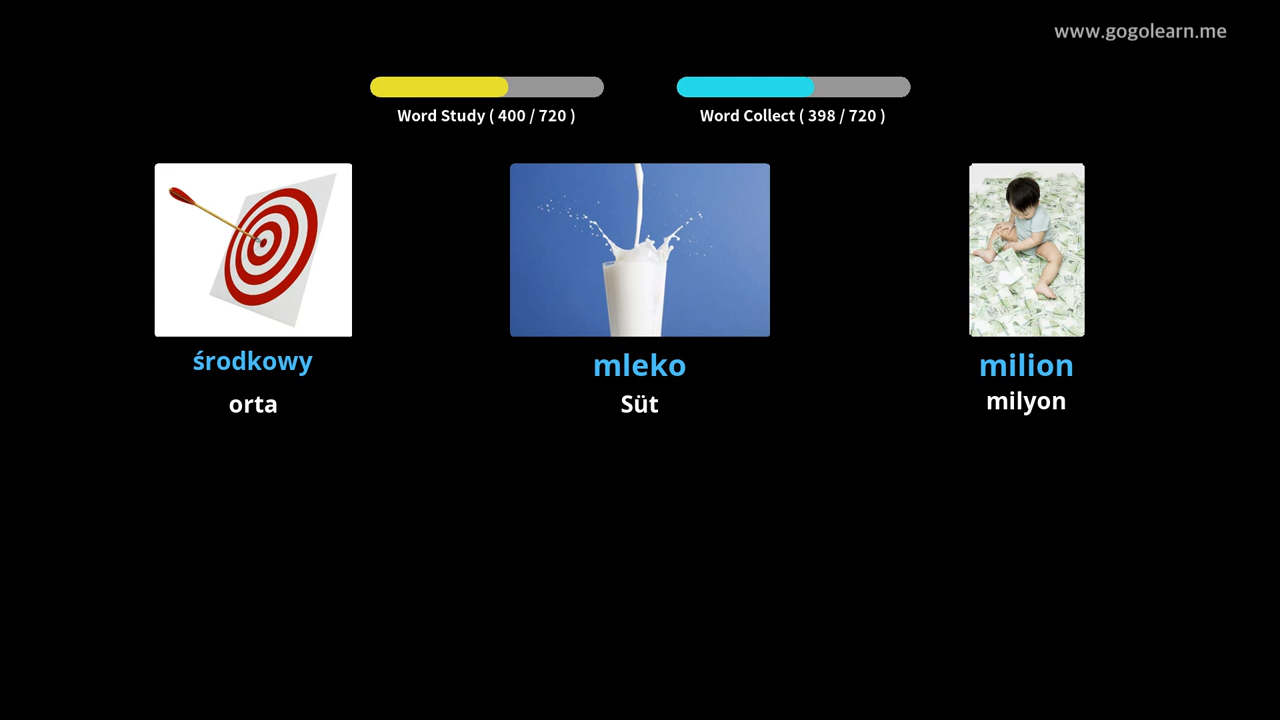 www.gogolearn.me
Word Study ( 400 / 720 )
Word Collect ( 398 / 720 )
środkowy
orta
mleko
Süt
milion
milyon